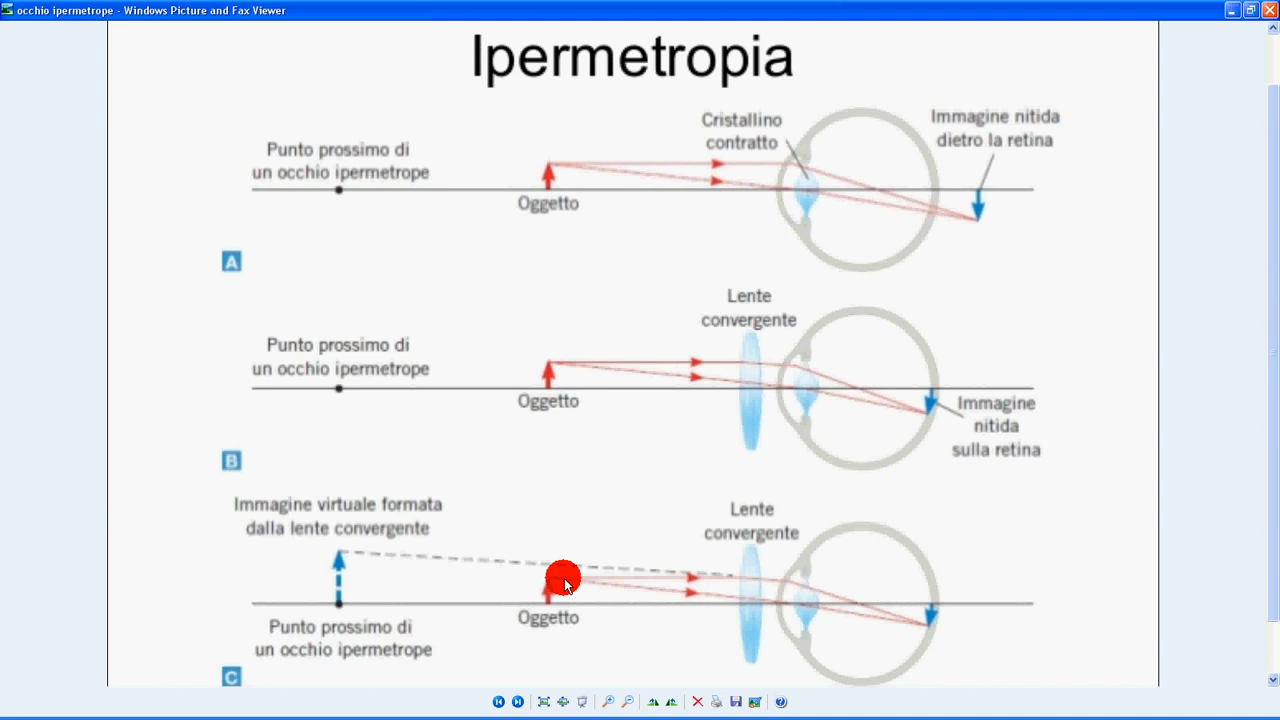 occhio ipermetrope - Windows Picture and Fax Viewer
Ipermetropia
Cristallino
contratto
Immagine nitida
dietro la retina
Punto prossimo di
un occhio ipermetrope
Oggetto
A
Lente
convergente
Punto prossimo di
un occhio ipermetrope
Oggetto
Immagine
nitida
sulla retina
B
Immagine virtuale formata
dalla lente convergente
Lente
convergente
Oggetto
Punto prossimo di
un occhio ipermetrope
C